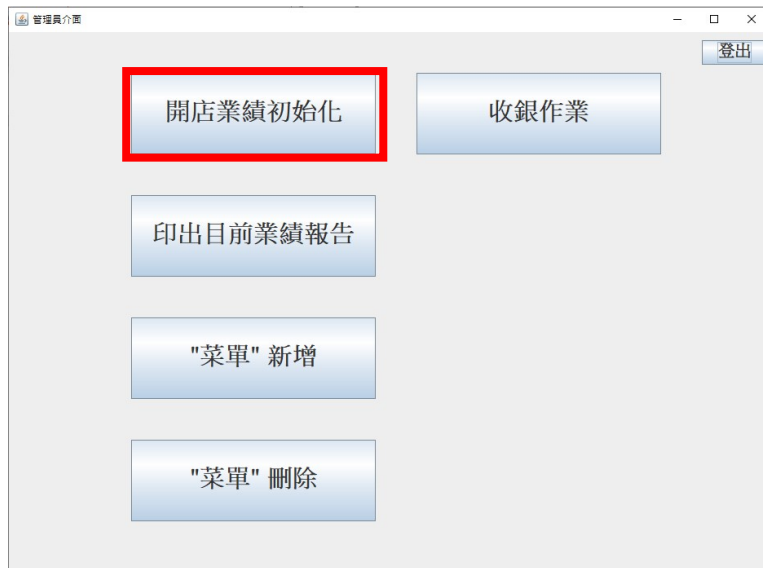 管理員介面
登出
開店業績初始化
收銀作業
印出目前業績報告
"菜單" 新增
"菜單" 刪除